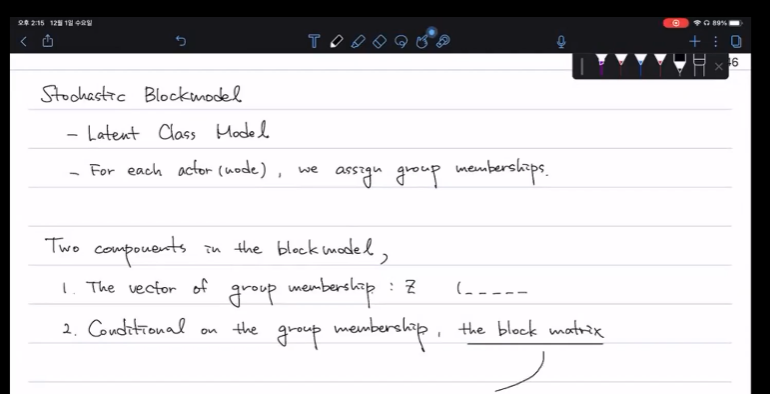 오후 2:15 12월 1일 수요일
89%
46
Stochastic Blockmodel
- Latent Class Model
- For each actor (node), we assign group memberships.
Two components in the blockmodel,
1. The vector of group membership : Z (_ _ _ _ _
2. Conditional on the group membership, the block matrix